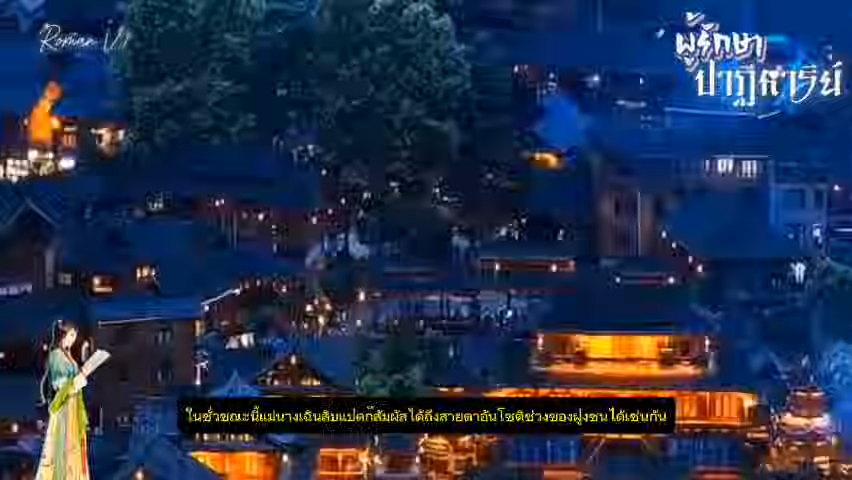 Roman V1
ผู้รักษา
ปาฏิหาริย์
ในชั่วขณะนี้แม่นางเฉินสิบแปดก็สัมผัสได้ถึงสายตาอันโชติช่วงของฝูงชนได้เช่นกัน